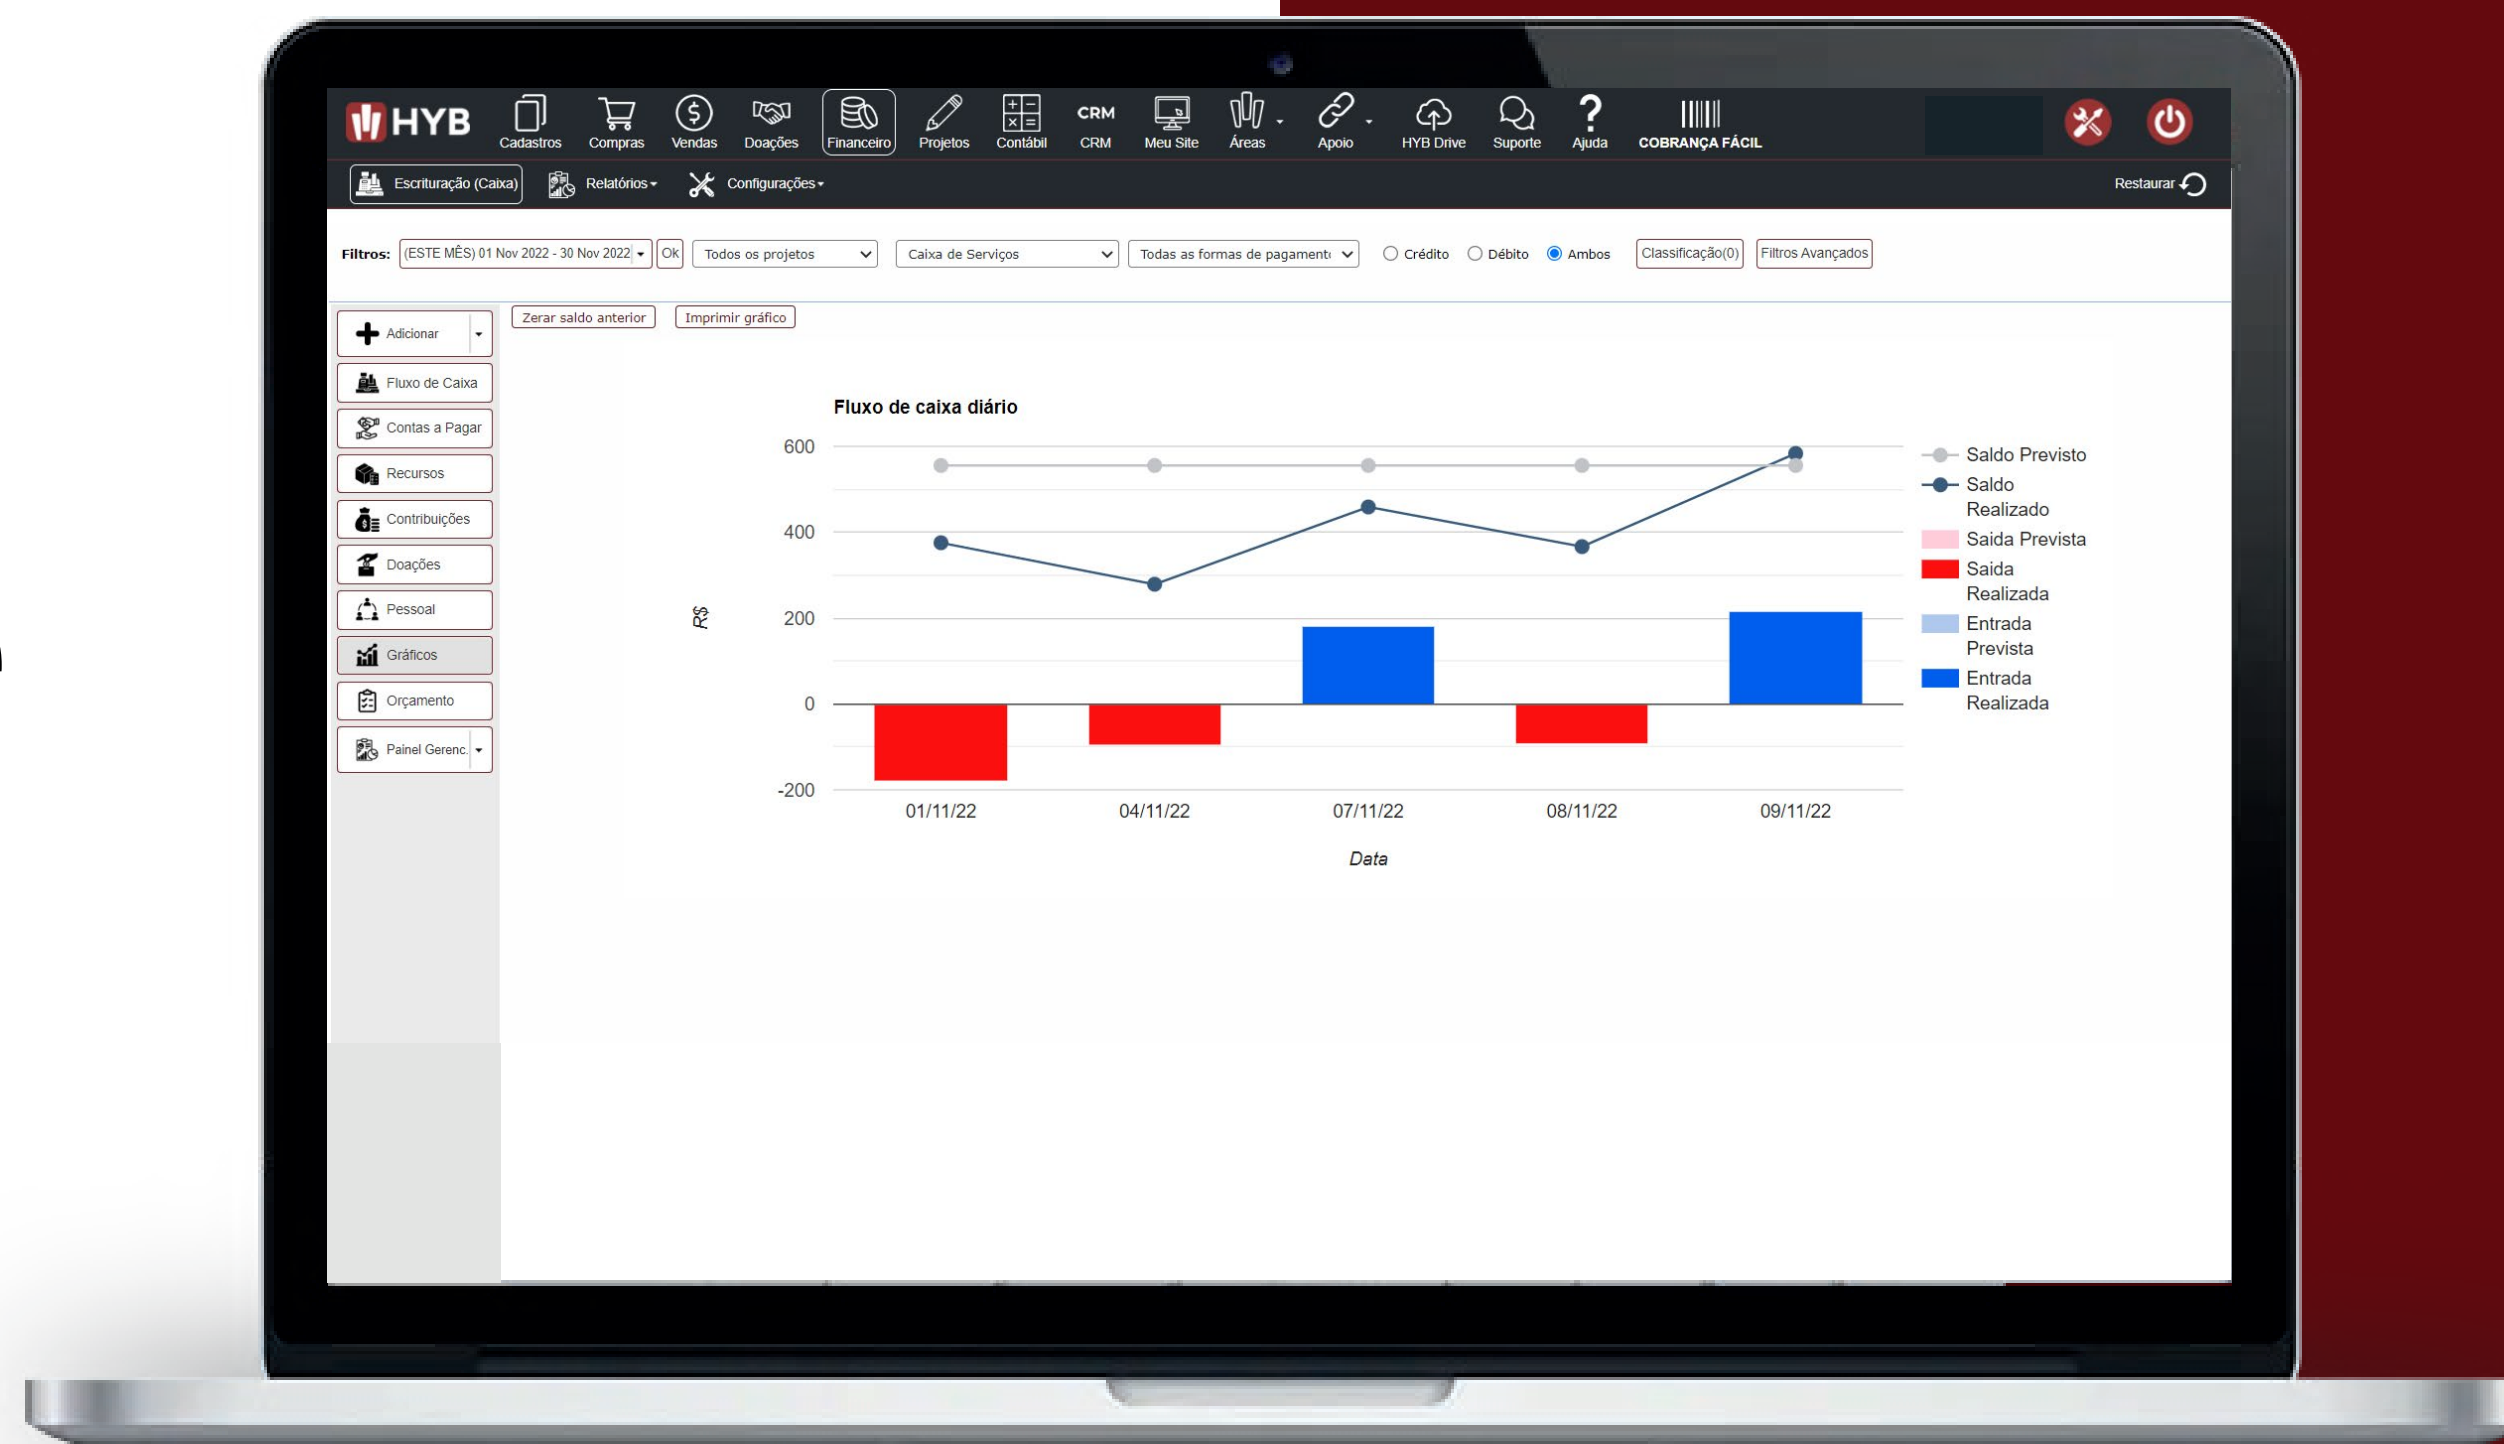 HYB
Cadastros Compras Vendas Doações Financeiro Projetos Contábil CRM CRM Meu Site Áreas Apoio HYB Drive Suporte Ajuda COBRANÇA FÁCIL
Escrituração (Caixa) Relatórios Configurações Restaurar
Filtros: (ESTE MÊS) 01 Nov 2022 - 30 Nov 2022 Ok Todos os projetos Caixa de Serviços Todas as formas de pagament Crédito Débito Ambos Classificação(0) Filtros Avançados
Zerar saldo anterior Imprimir gráfico
Adicionar
Fluxo de Caixa
Contas a Pagar
Recursos
Contribuições
Doações
Pessoal
Gráficos
Orçamento
Painel Gerenc.
Fluxo de caixa diário
600
400
200
0
-200
R$
01/11/22 04/11/22 07/11/22 08/11/22 09/11/22
Data
Saldo Previsto
Saldo
Realizado
Saida Prevista
Saida
Realizada
Entrada
Prevista
Entrada
Realizada